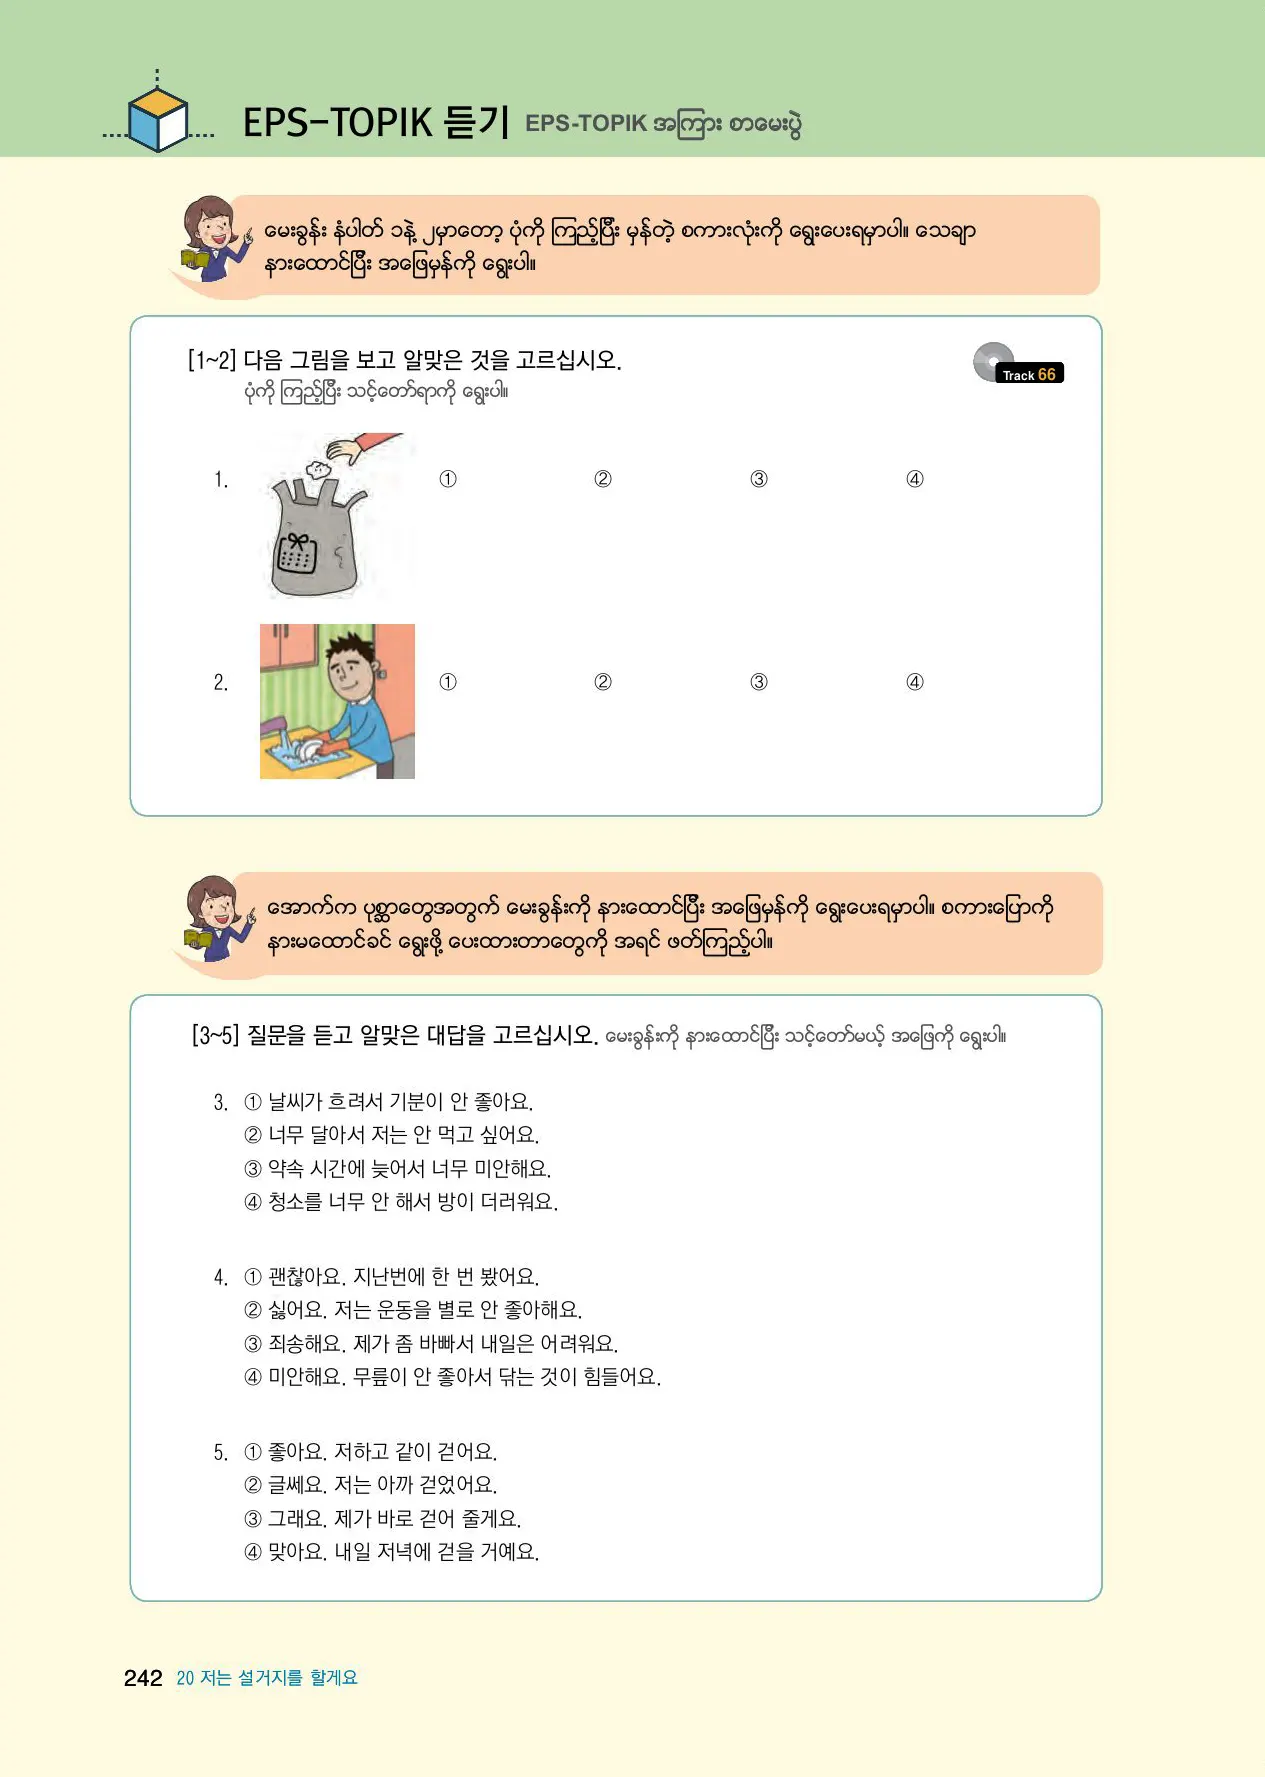 EPS-TOPIK 듣기 EPS-TOPIK အကြား စာမေးပွဲ
မေးခွန်း နံပါတ် ၁နဲ့ ၂မှာတော့ ပုံကို ကြည့်ပြီး မှန်တဲ့ စကားလုံးကို ရွေးပေးရမှာပါ။ သေချာ
နားထောင်ပြီး အဖြေမှန်ကို ရွေးပါ။
[1~2] 다음 그림을 보고 알맞은 것을 고르십시오.
Track 66
ပုံကို ကြည့်ပြီး သင့်တော်ရာကို ရွေးပါ။
1. ① ② ③ ④
2. ① ② ③ ④
အောက်က ပုစ္ဆာတွေအတွက် မေးခွန်းကို နားထောင်ပြီး အဖြေမှန်ကို ရွေးပေးရမှာပါ။ စကားပြောကို
နားမထောင်ခင် ရွေးဖို့ ပေးထားတာတွေကို အရင် ဖတ်ကြည့်ပါ။
[3~5] 질문을 듣고 알맞은 대답을 고르십시오. မေးခွန်းကို နားထောင်ပြီး သင့်တော်မယ့် အဖြေကို ရွေးပါ။
3. ① 날씨가 흐려서 기분이 안 좋아요.
② 너무 달아서 저는 안 먹고 싶어요.
③ 약속 시간에 늦어서 너무 미안해요.
④ 청소를 너무 안 해서 방이 더러워요.
4. ① 괜찮아요. 지난번에 한 번 봤어요.
② 싫어요. 저는 운동을 별로 안 좋아해요.
③ 죄송해요. 제가 좀 바빠서 내일은 어려워요.
④ 미안해요. 무릎이 안 좋아서 닦는 것이 힘들어요.
5. ① 좋아요. 저하고 같이 걷어요.
② 글쎄요. 저는 아까 걷었어요.
③ 그래요. 제가 바로 걷어 줄게요.
④ 맞아요. 내일 저녁에 걷을 거예요.
242 20 저는 설거지를 할게요